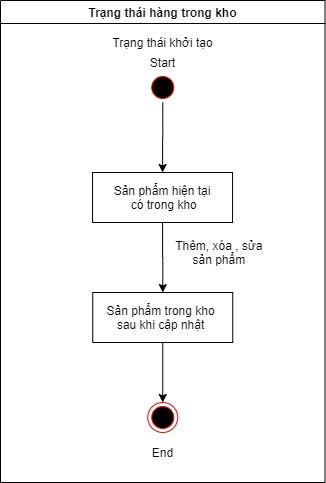 Trạng thái hàng trong kho
Trạng thái khởi tạo
Start
Sản phẩm hiện tại
có trong kho
Thêm, xóa , sửa
sản phẩm
Sản phẩm trong kho
sau khi cập nhật
End